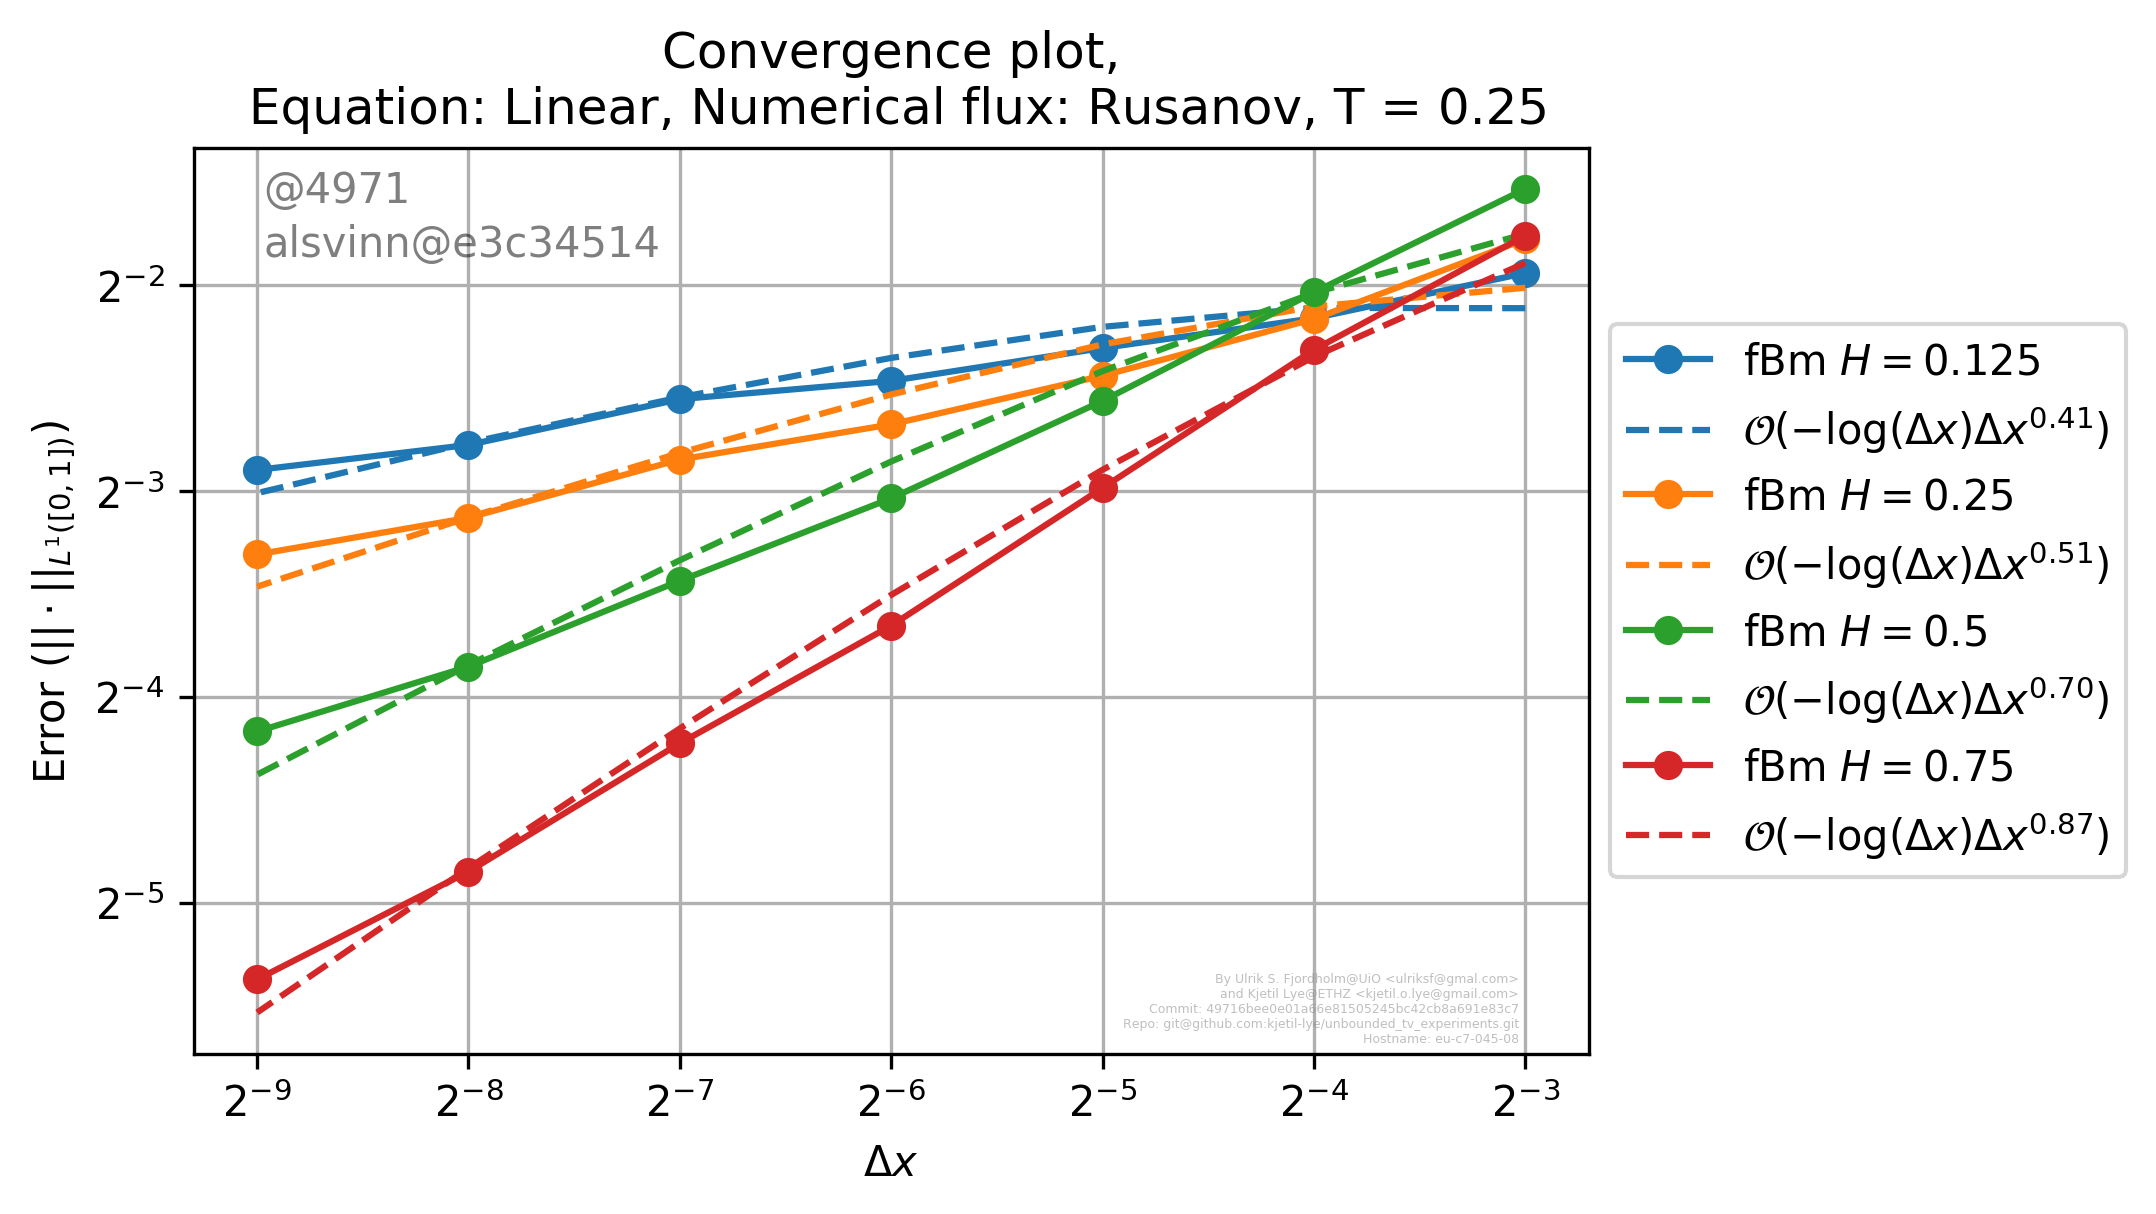 Convergence plot,
Equation: Linear, Numerical flux: Rusanov, T = 0.25
@4971
alsvinn@e3c34514
2⁻²
2⁻³
2⁻⁴
2⁻⁵
Error (|| · ||_{L¹([0, 1])})
2⁻⁹ 2⁻⁸ 2⁻⁷ 2⁻⁶ 2⁻⁵ 2⁻⁴ 2⁻³
Δx
fBm H = 0.125
𝒪(−log(Δx)Δx^{0.41})
fBm H = 0.25
𝒪(−log(Δx)Δx^{0.51})
fBm H = 0.5
𝒪(−log(Δx)Δx^{0.70})
fBm H = 0.75
𝒪(−log(Δx)Δx^{0.87})
By Ulrik S. Fjordholm@UiO <ulriksf@gmal.com>
and Kjetil Lye@ETHZ <kjetil.o.lye@gmail.com>
Commit: 49716bee0e01a66e81505245bc42cb8a691e83c7
Repo: git@github.com:kjetil-lye/unbounded_tv_experiments.git
Hostname: eu-c7-045-08